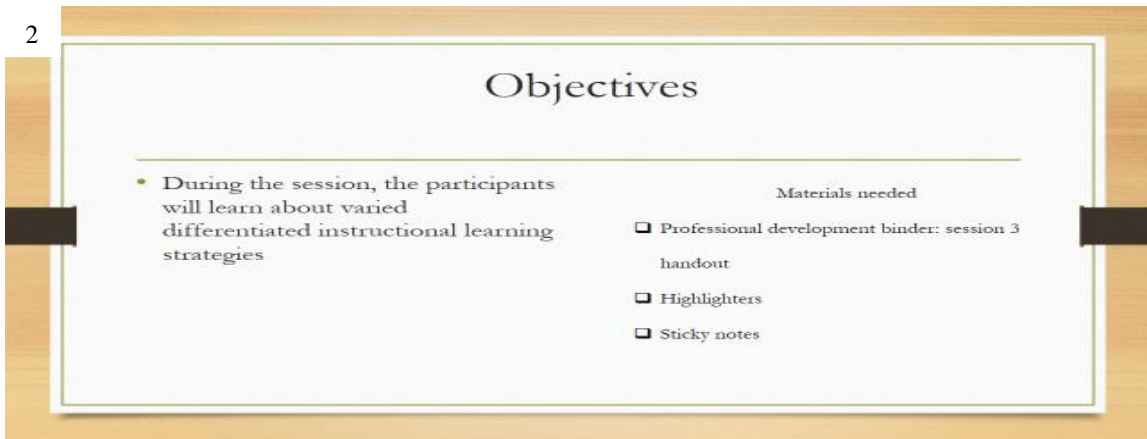 2
Objectives
• During the session, the participants
will learn about varied
differentiated instructional learning
strategies
Materials needed
❑ Professional development binder: session 3
handout
❑ Highlighters
❑ Sticky notes